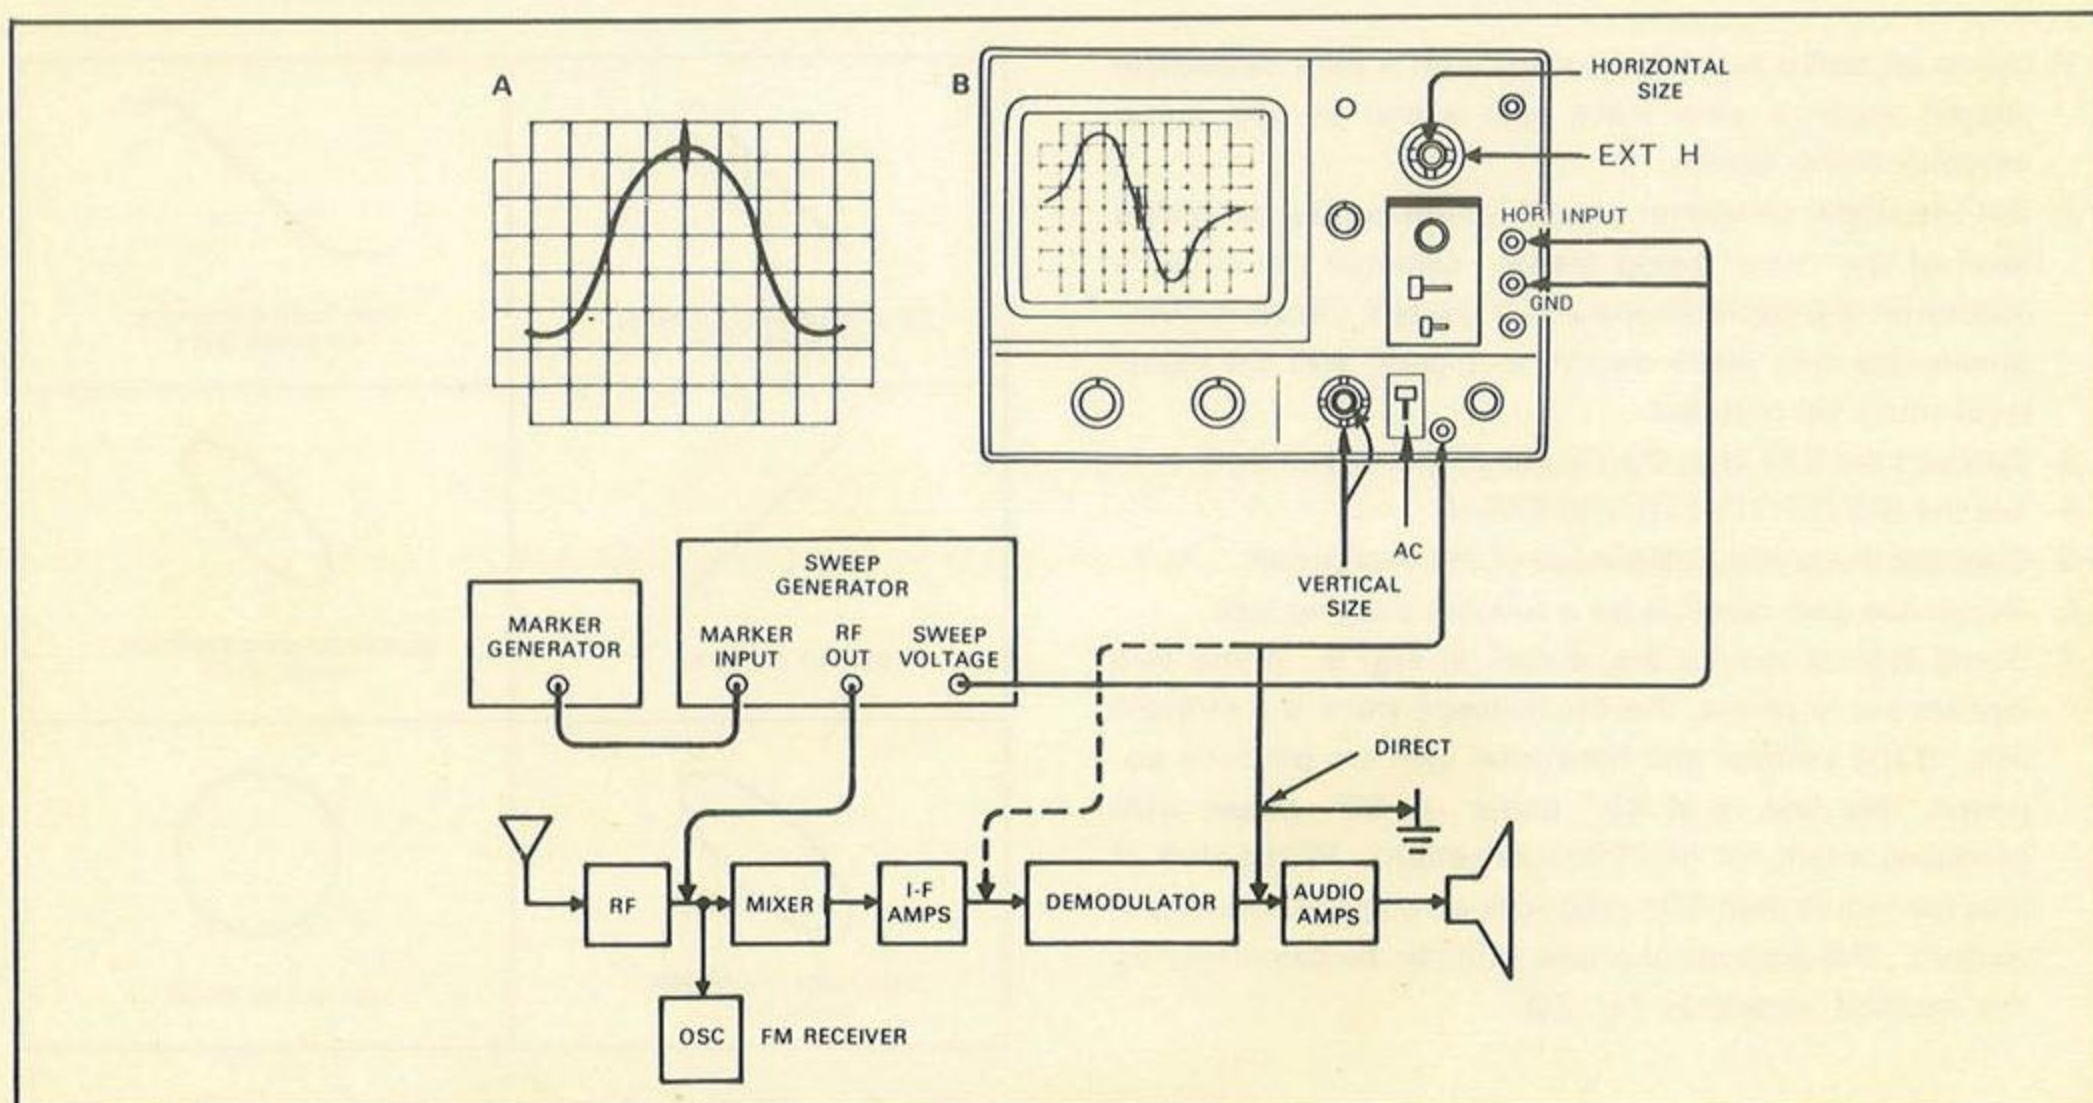 A
B
HORIZONTAL
SIZE
EXT H
HOR INPUT
GND
AC
VERTICAL
SIZE
SWEEP
GENERATOR
MARKER
GENERATOR
MARKER
INPUT
RF
OUT
SWEEP
VOLTAGE
DIRECT
RF
MIXER
I-F
AMPS
DEMODULATOR
AUDIO
AMPS
OSC
FM RECEIVER